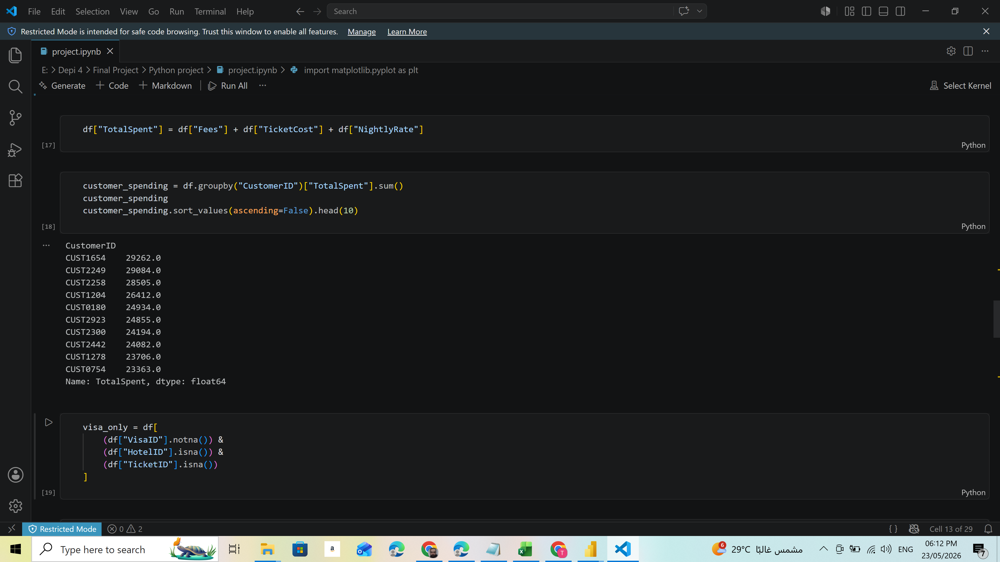 File Edit Selection View Go Run Terminal Help
Search
Restricted Mode is intended for safe code browsing. Trust this window to enable all features. Manage Learn More
project.ipynb
E: > Depi 4 > Final Project > Python project > project.ipynb > import matplotlib.pyplot as plt
Generate + Code + Markdown Run All ... Select Kernel
df["TotalSpent"] = df["Fees"] + df["TicketCost"] + df["NightlyRate"]
[17] Python
customer_spending = df.groupby("CustomerID")["TotalSpent"].sum()
customer_spending
customer_spending.sort_values(ascending=False).head(10)
[18] Python
... CustomerID
CUST1654 29262.0
CUST2249 29084.0
CUST2258 28505.0
CUST1204 26412.0
CUST0180 24934.0
CUST2923 24855.0
CUST2300 24194.0
CUST2442 24082.0
CUST1278 23706.0
CUST0754 23363.0
Name: TotalSpent, dtype: float64
visa_only = df[
(df["VisaID"].notna()) &
(df["HotelID"].isna()) &
(df["TicketID"].isna())
]
[19] Python
Restricted Mode 0 2 { } Cell 13 of 29
Type here to search
a
T
6
29°C مشمس غالبًا
ENG
06:12 PM
23/05/2026
7